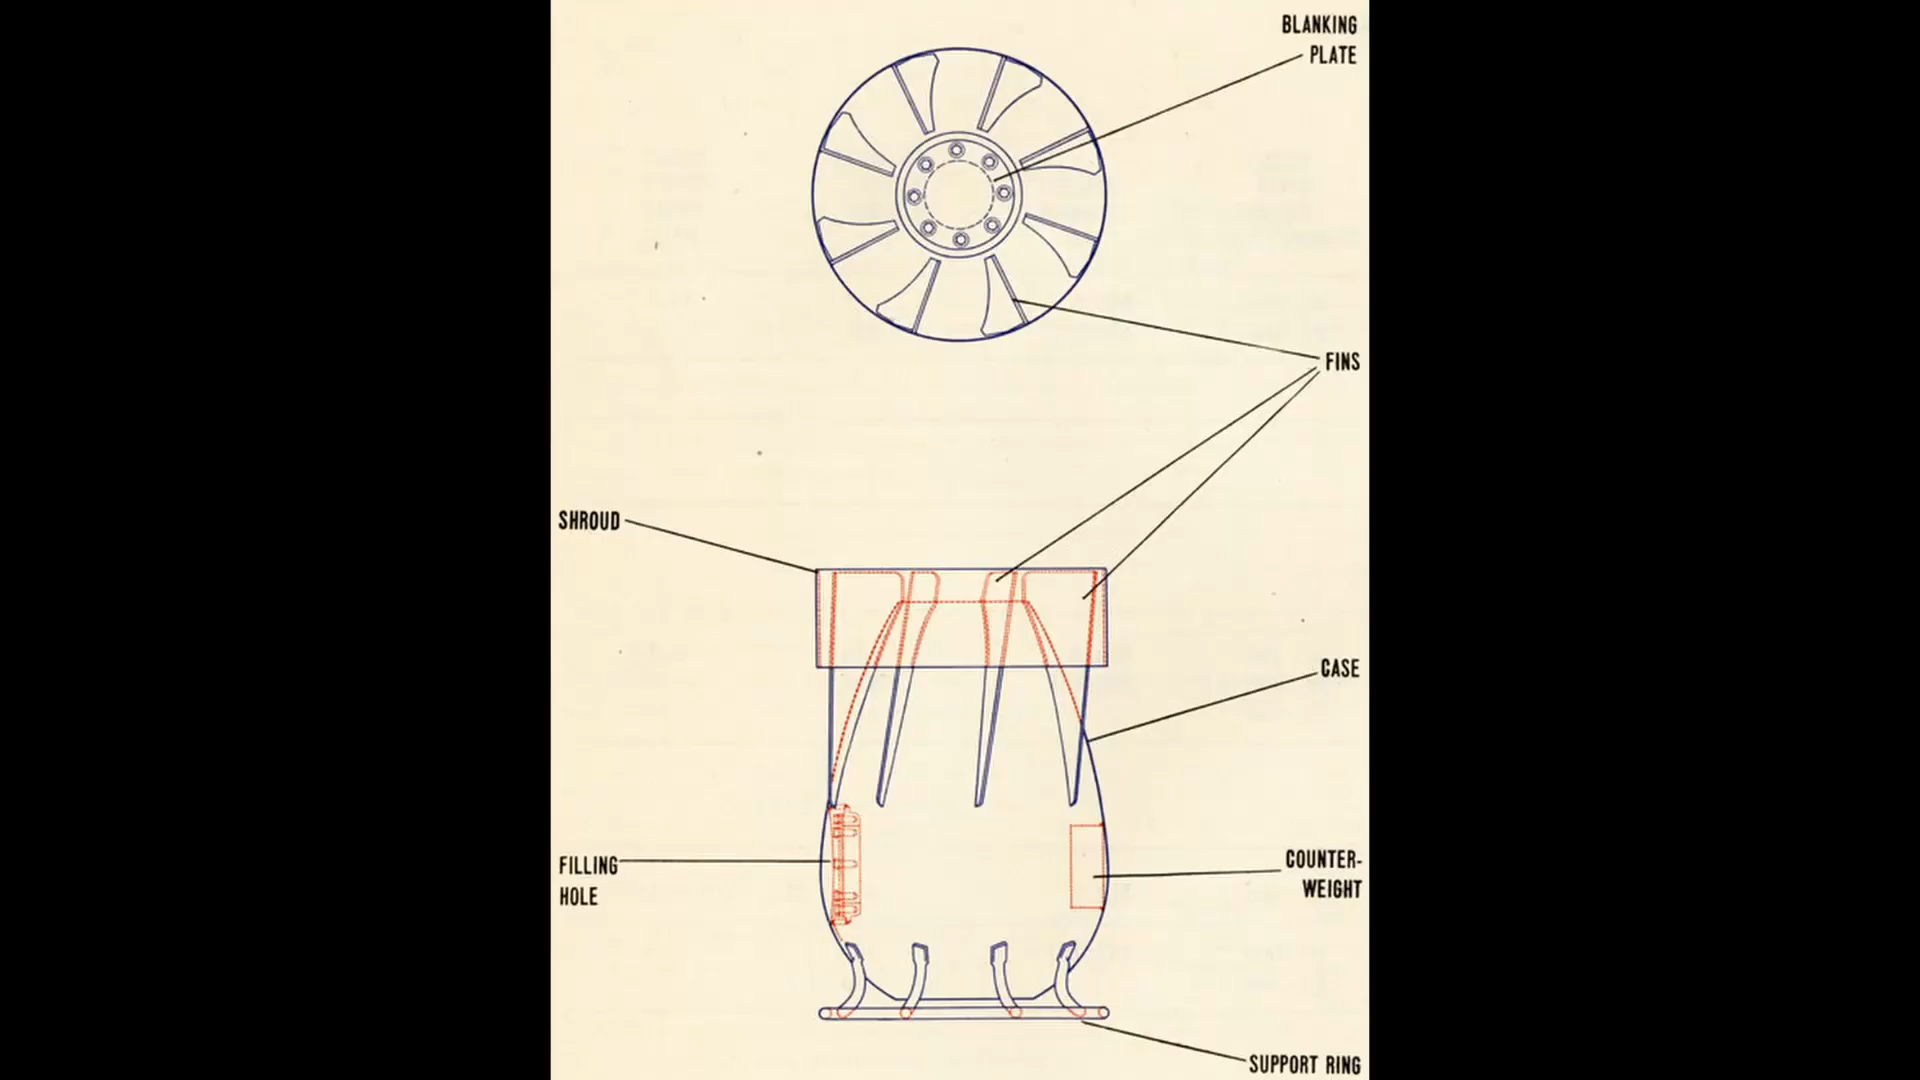 BLANKING
PLATE
FINS
SHROUD
CASE
FILLING
HOLE
COUNTER-
WEIGHT
SUPPORT RING